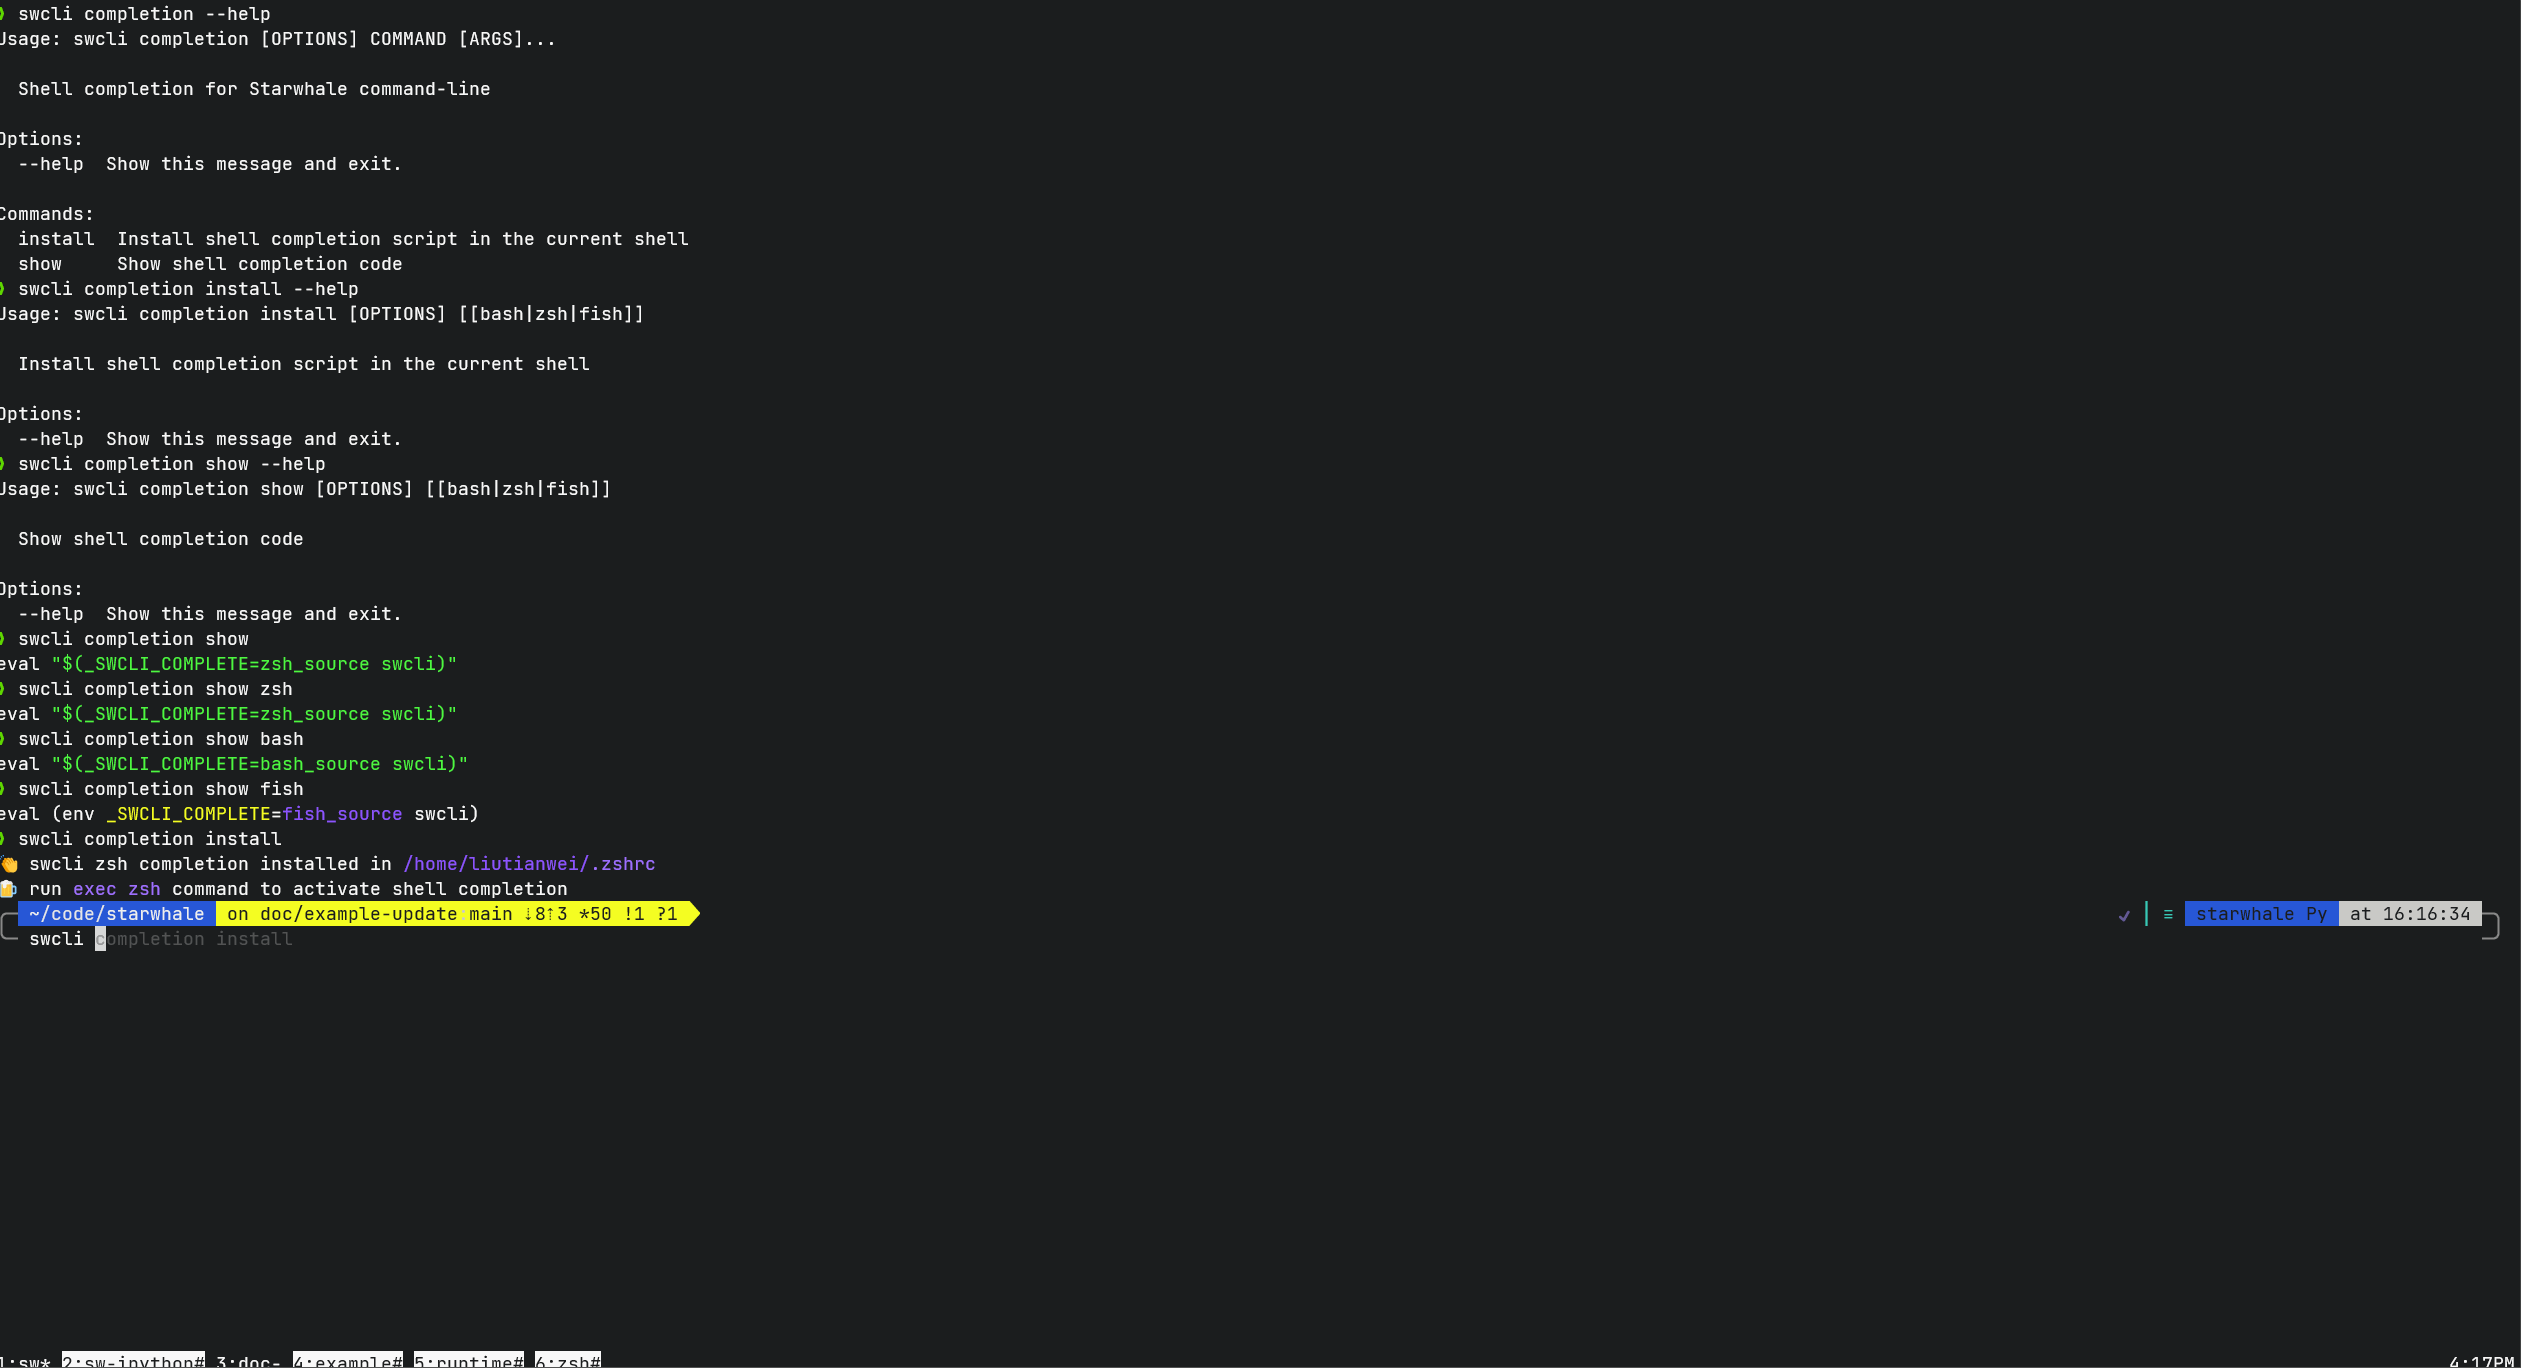 ❯ swcli completion --help
Usage: swcli completion [OPTIONS] COMMAND [ARGS]...
Shell completion for Starwhale command-line
Options:
--help  Show this message and exit.
Commands:
install  Install shell completion script in the current shell
show     Show shell completion code
❯ swcli completion install --help
Usage: swcli completion install [OPTIONS] [[bash|zsh|fish]]
Install shell completion script in the current shell
Options:
--help  Show this message and exit.
❯ swcli completion show --help
Usage: swcli completion show [OPTIONS] [[bash|zsh|fish]]
Show shell completion code
Options:
--help  Show this message and exit.
❯ swcli completion show
eval "$(_SWCLI_COMPLETE=zsh_source swcli)"
❯ swcli completion show zsh
eval "$(_SWCLI_COMPLETE=zsh_source swcli)"
❯ swcli completion show bash
eval "$(_SWCLI_COMPLETE=bash_source swcli)"
❯ swcli completion show fish
eval (env _SWCLI_COMPLETE=fish_source swcli)
❯ swcli completion install
👏 swcli zsh completion installed in /home/liutianwei/.zshrc
🍺 run exec zsh command to activate shell completion
~/code/starwhale on doc/example-update:main ⇣8⇡3 *50 !1 ?1 ✔ ≡ starwhale Py at 16:16:34
swcli completion install
1:sw* 2:sw-ipython# 3:doc- 4:example# 5:runtime# 6:zsh# 4:17PM